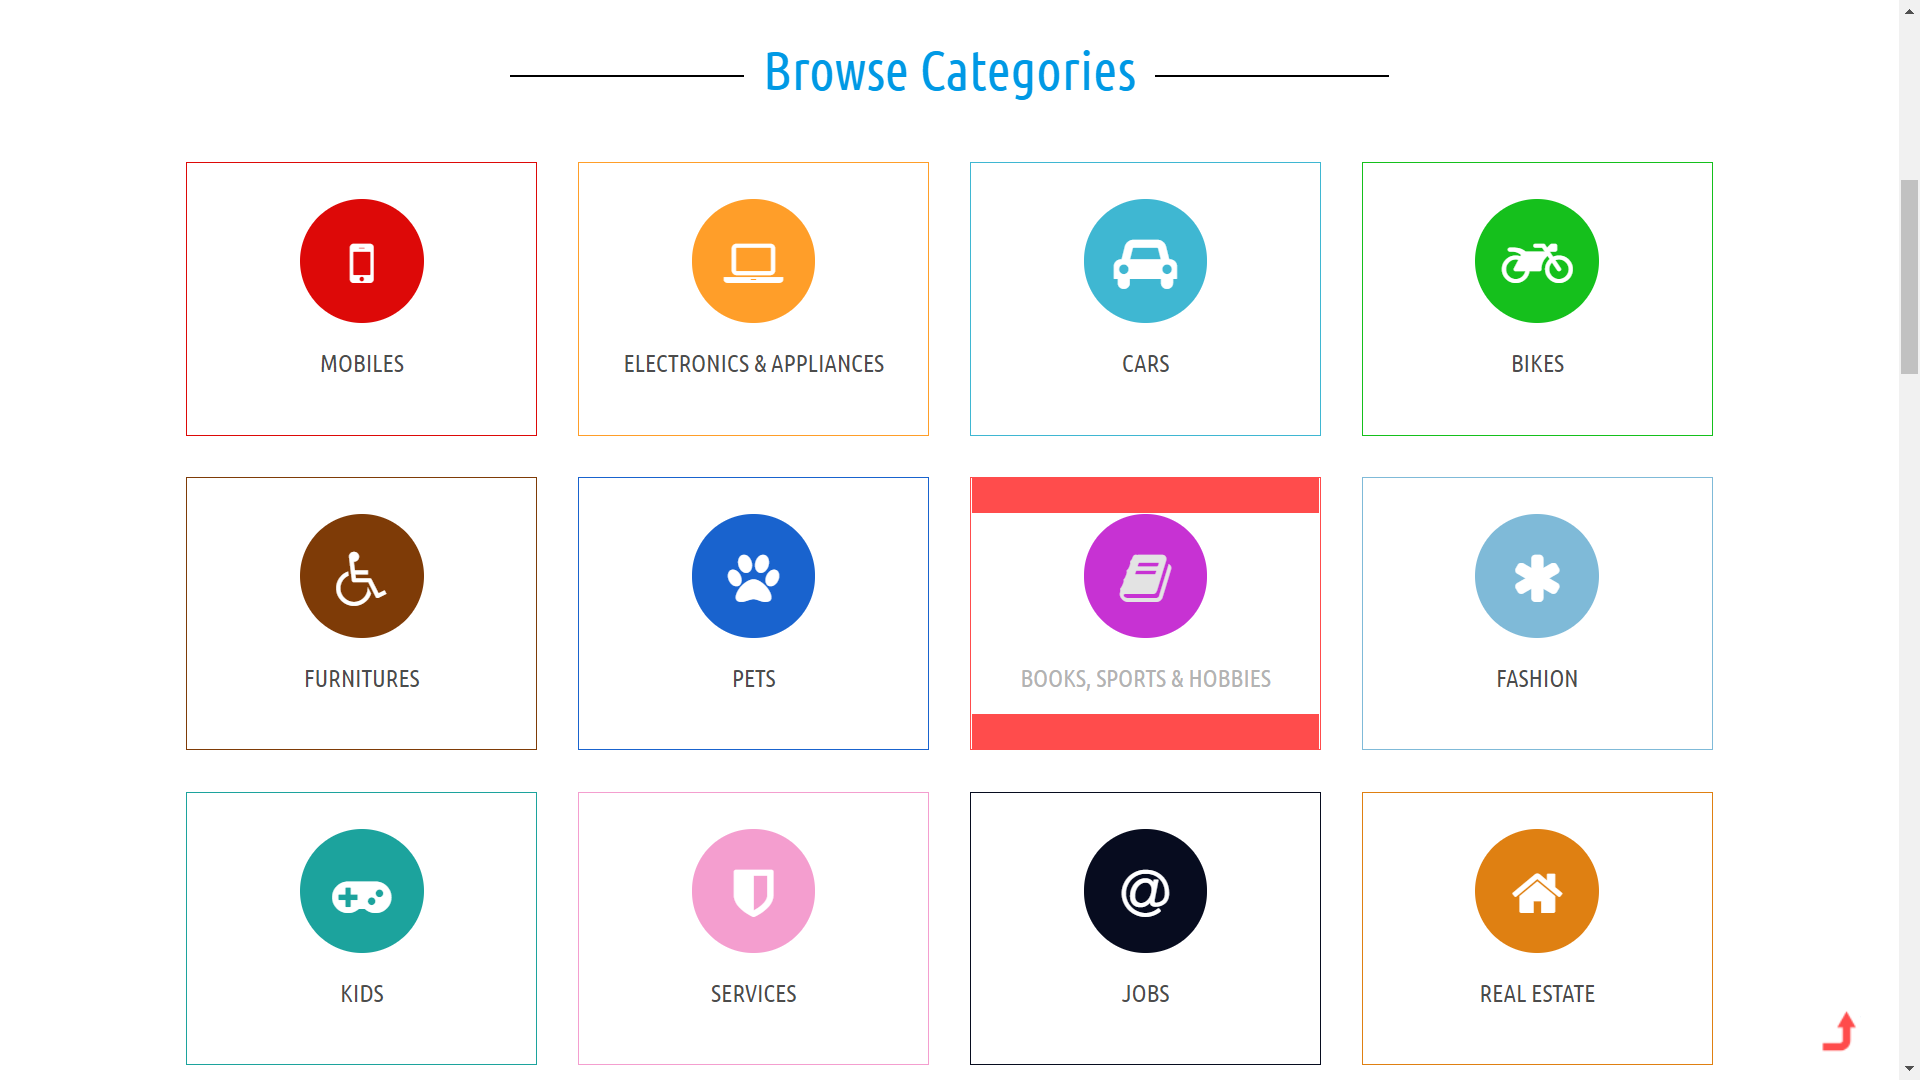 Browse Categories
MOBILES
ELECTRONICS & APPLIANCES
CARS
BIKES
FURNITURES
PETS
BOOKS, SPORTS & HOBBIES
FASHION
KIDS
SERVICES
JOBS
REAL ESTATE